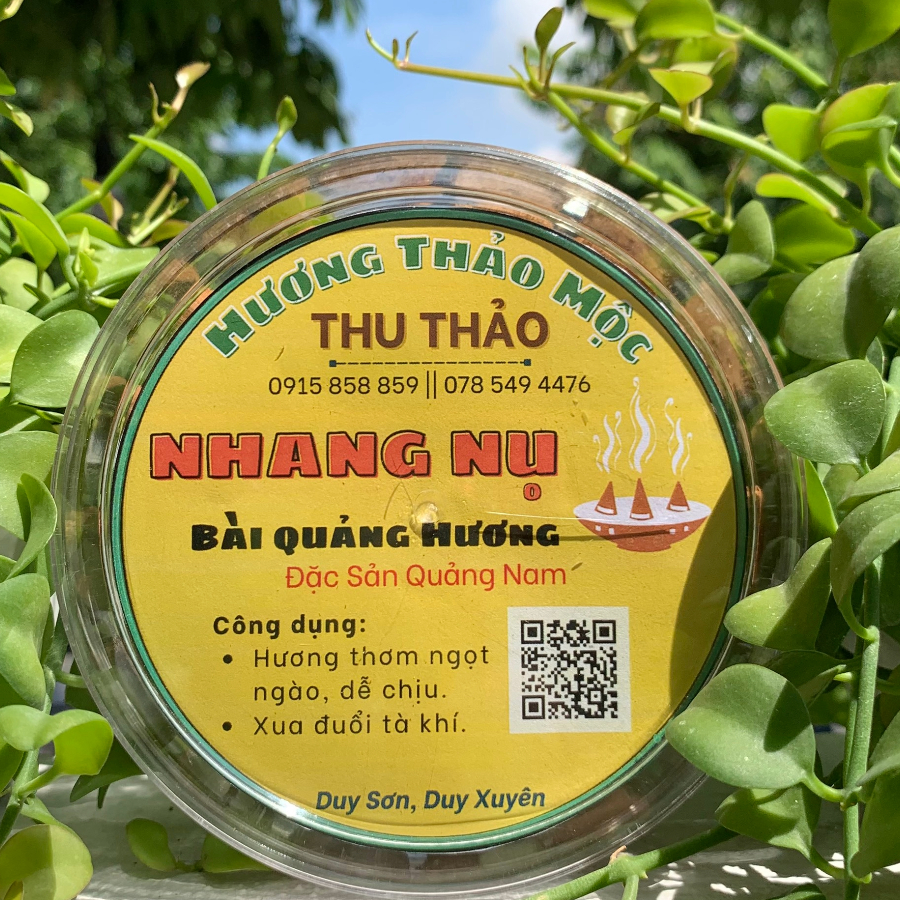 Hương Thảo Mộc
THU THẢO
0915 858 859 || 078 549 4476
NHANG NỤ
BÀI QUẢNG HƯƠNG
Đặc Sản Quảng Nam
Công dụng:
• Hương thơm ngọt
ngào, dễ chịu.
• Xua đuổi tà khí.
Duy Sơn, Duy Xuyên